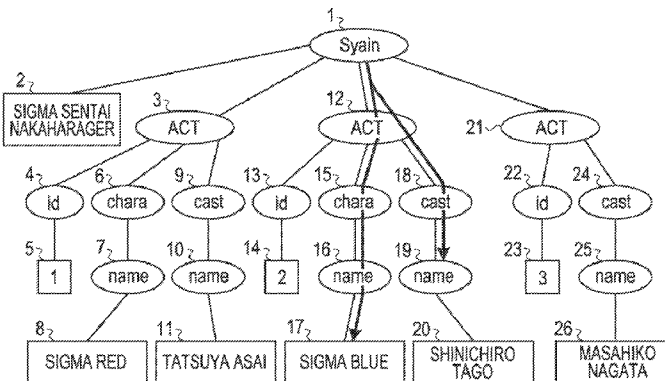 1
Syain
2
SIGMA SENTAI
NAKAHARAGER
3
ACT
12
ACT
21
ACT
4
id
6
chara
9
cast
13
id
15
chara
18
cast
22
id
24
cast
5
1
7
name
10
name
14
2
16
name
19
name
23
3
25
name
8
SIGMA RED
11
TATSUYA ASAI
17
SIGMA BLUE
20
SHINICHIRO
TAGO
26
MASAHIKO
NAGATA